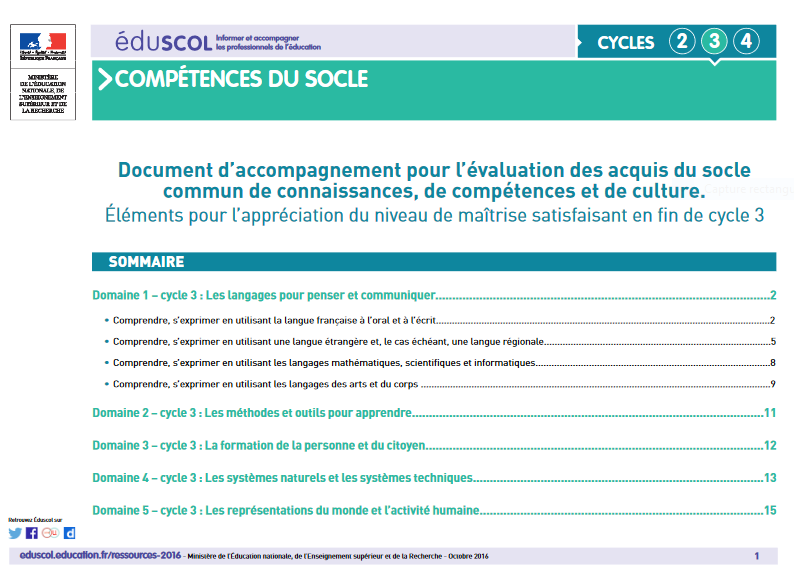 Liberté • Égalité • Fraternité
RÉPUBLIQUE FRANÇAISE
MINISTÈRE
DE L'ÉDUCATION
NATIONALE, DE
L'ENSEIGNEMENT
SUPÉRIEUR ET DE
LA RECHERCHE
éduSCOL
Informer et accompagner
les professionnels de l'éducation
CYCLES 2 3 4
COMPÉTENCES DU SOCLE
Document d'accompagnement pour l'évaluation des acquis du socle
commun de connaissances, de compétences et de culture.
Éléments pour l'appréciation du niveau de maîtrise satisfaisant en fin de cycle 3
SOMMAIRE
Domaine 1 – cycle 3 : Les langages pour penser et communiquer 2
• Comprendre, s'exprimer en utilisant la langue française à l'oral et à l'écrit 2
• Comprendre, s'exprimer en utilisant une langue étrangère et, le cas échéant, une langue régionale 5
• Comprendre, s'exprimer en utilisant les langages mathématiques, scientifiques et informatiques 8
• Comprendre, s'exprimer en utilisant les langages des arts et du corps 9
Domaine 2 – cycle 3 : Les méthodes et outils pour apprendre 11
Domaine 3 – cycle 3 : La formation de la personne et du citoyen 12
Domaine 4 – cycle 3 : Les systèmes naturels et les systèmes techniques 13
Domaine 5 – cycle 3 : Les représentations du monde et l'activité humaine 15
Retrouvez Éduscol sur
eduscol.education.fr/ressources-2016 - Ministère de l'Éducation nationale, de l'Enseignement supérieur et de la Recherche - Octobre 2016
1